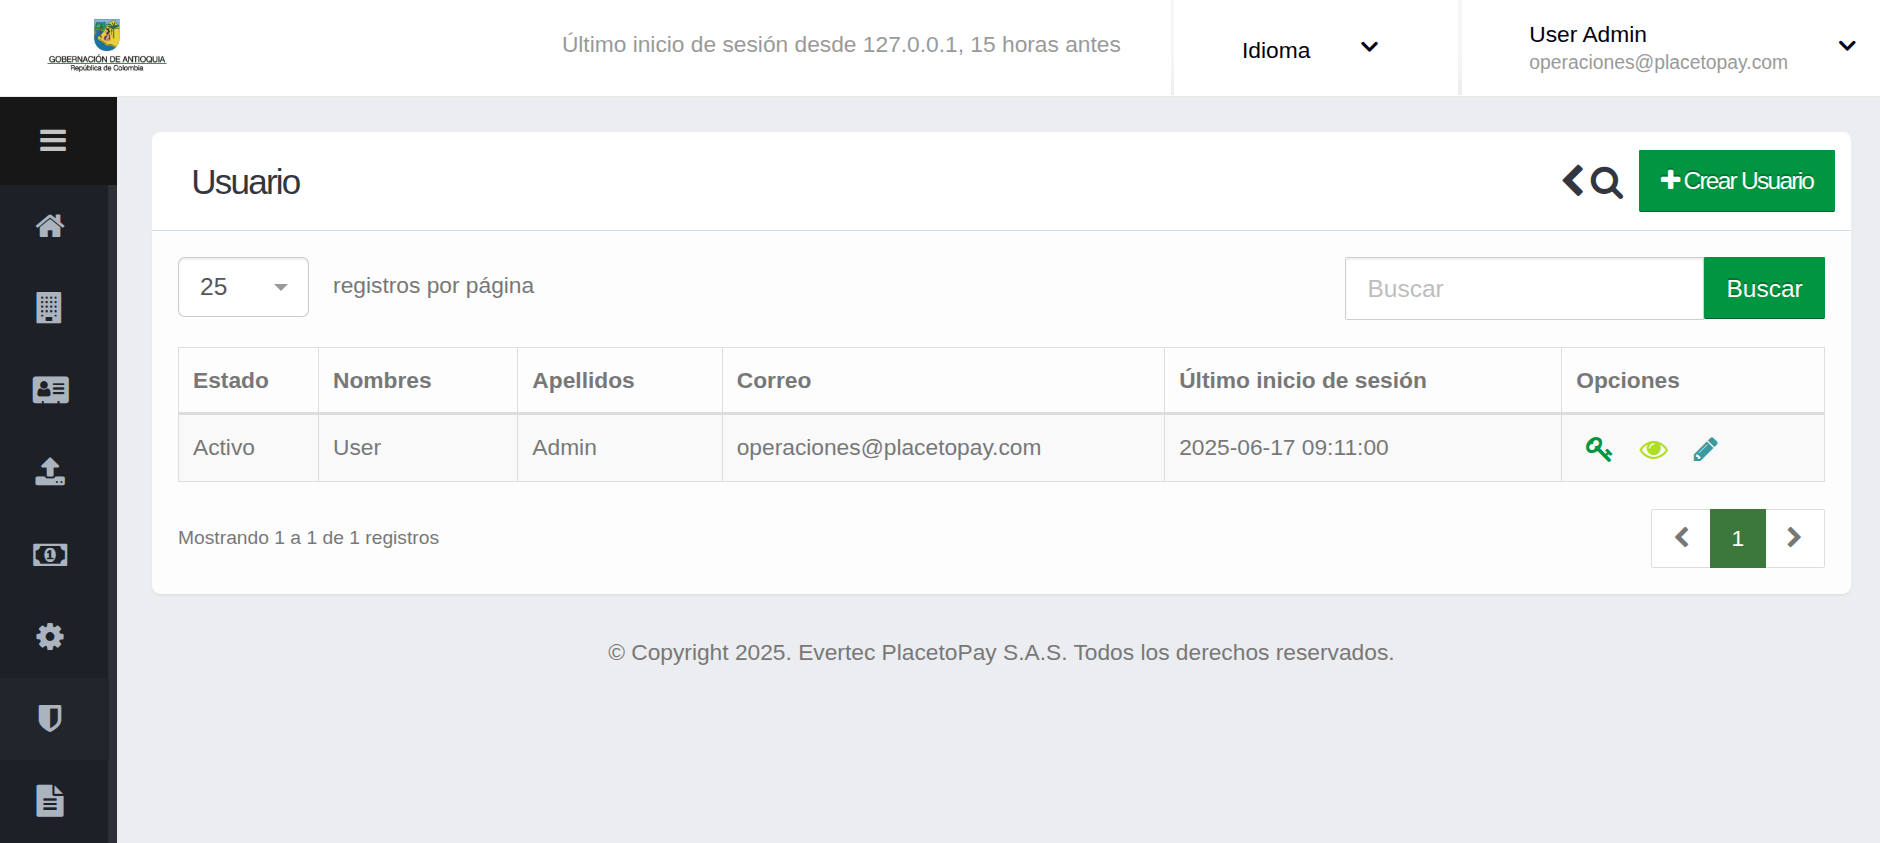 GOBERNACIÓN DE ANTIOQUIA
República de Colombia
Último inicio de sesión desde 127.0.0.1, 15 horas antes
Idioma
User Admin
operaciones@placetopay.com
Usuario
Crear Usuario
25
registros por página
Buscar
Buscar
Estado Nombres Apellidos Correo Último inicio de sesión Opciones
Activo User Admin operaciones@placetopay.com 2025-06-17 09:11:00
Mostrando 1 a 1 de 1 registros
1
© Copyright 2025. Evertec PlacetoPay S.A.S. Todos los derechos reservados.